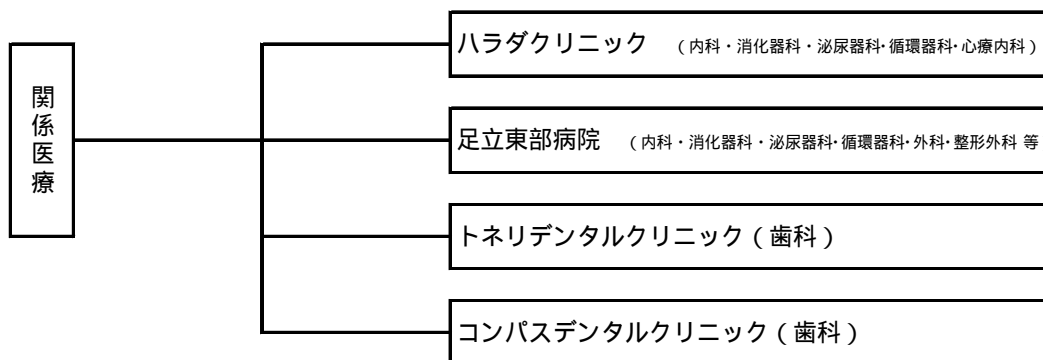 関係医療
ハラダクリニック （内科・消化器科・泌尿器科・循環器科・心療内科）
足立東部病院 （内科・消化器科・泌尿器科・循環器科・外科・整形外科 等
トネリデンタルクリニック（歯科）
コンパスデンタルクリニック（歯科）